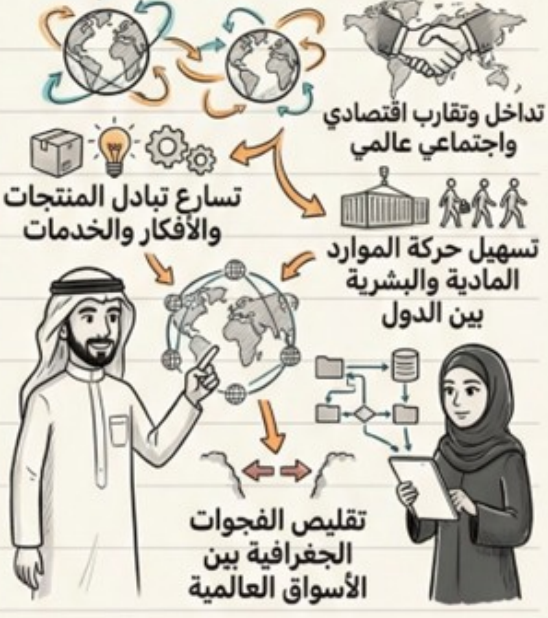 تداخل وتقارب اقتصادي
واجتماعي عالمي
تسارع تبادل المنتجات
والأفكار والخدمات
تسهيل حركة الموارد
المادية والبشرية
بين الدول
تقليص الفجوات
الجغرافية بين
الأسواق العالمية